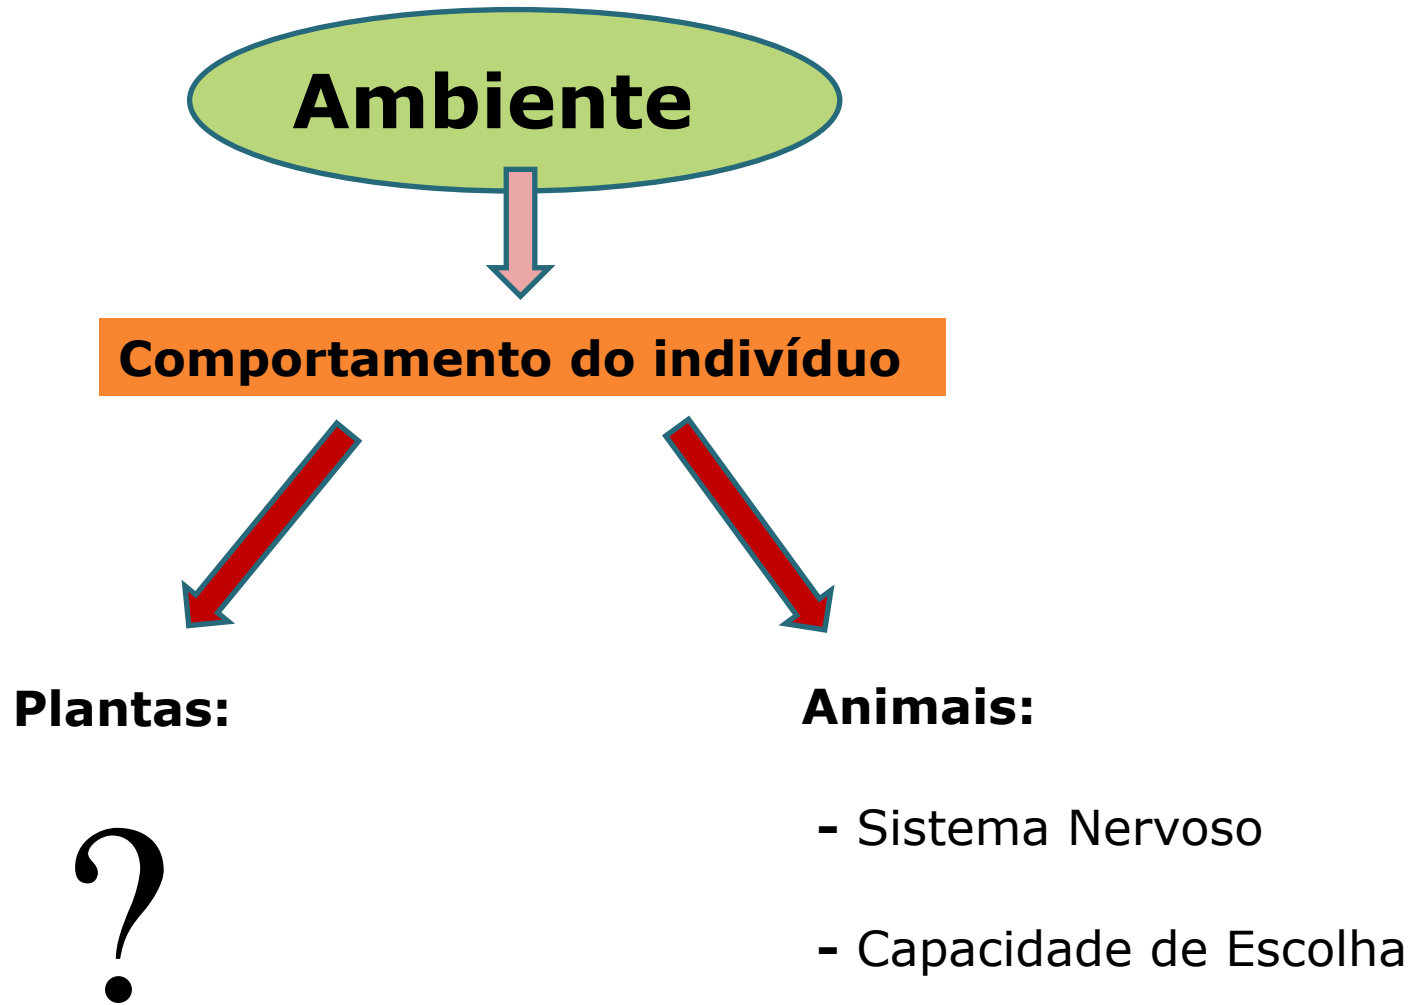 Ambiente
Comportamento do indivíduo
Plantas:
?
Animais:
- Sistema Nervoso
- Capacidade de Escolha